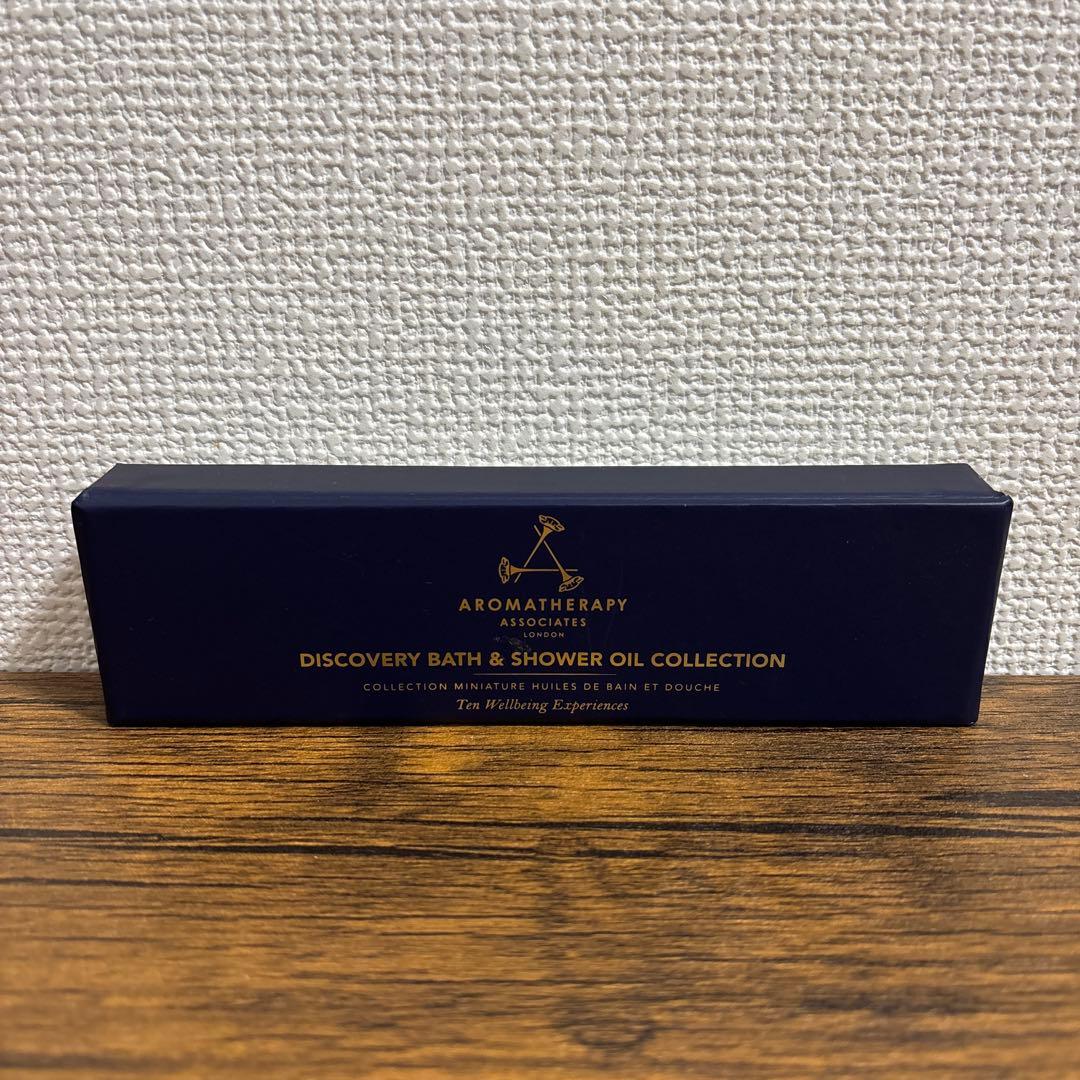 AROMATHERAPY
ASSOCIATES
LONDON
DISCOVERY BATH & SHOWER OIL COLLECTION
COLLECTION MINIATURE HUILES DE BAIN ET DOUCHE
Ten Wellbeing Experiences